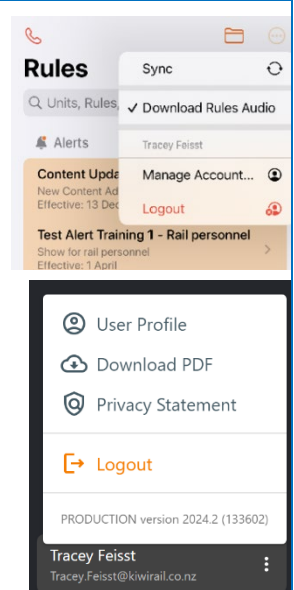 Rules
Sync
Units, Rules,
✓ Download Rules Audio
Alerts
Tracey Feisst
Content Upda
Manage Account...
New Content Ad
Effective: 13 Dec
Logout
Test Alert Training 1 - Rail personnel
Show for rail personnel
Effective: 1 April
User Profile
Download PDF
Privacy Statement
Logout
PRODUCTION version 2024.2 (133602)
Tracey Feisst
Tracey.Feisst@kiwirail.co.nz